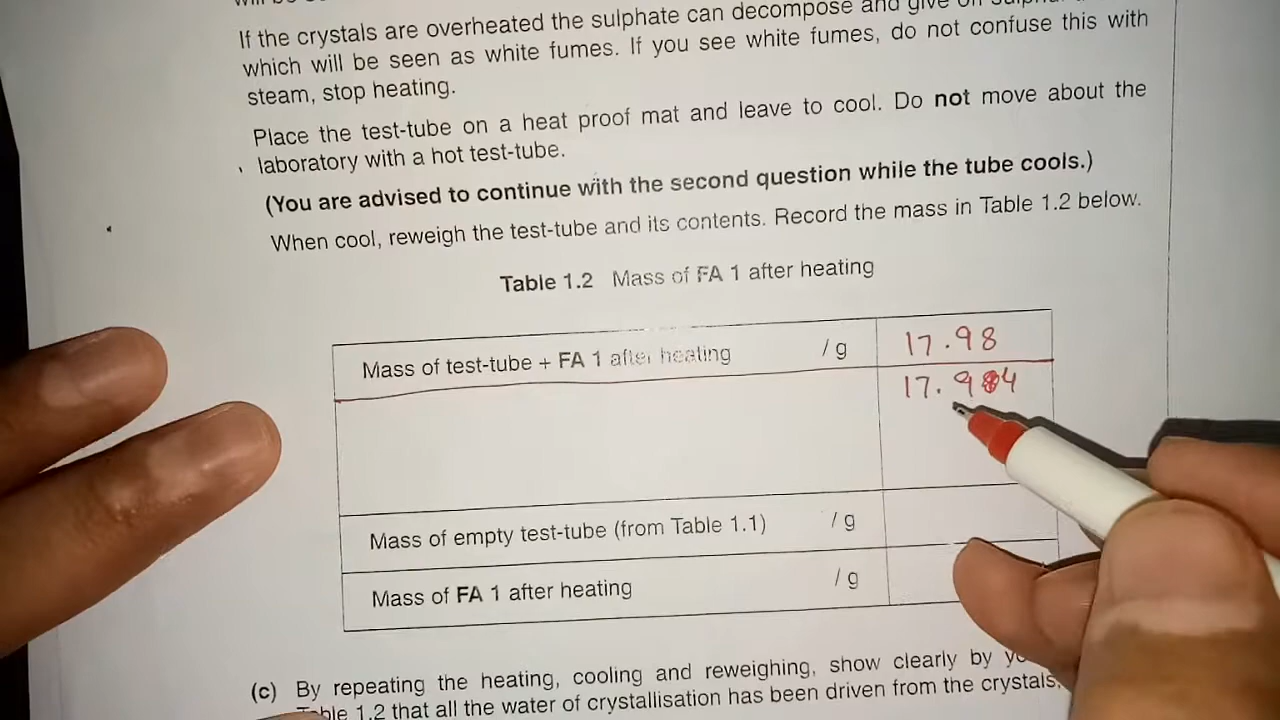 If the crystals are overheated the sulphate can decompose and give on
which will be seen as white fumes. If you see white fumes, do not confuse this with
steam, stop heating.
Place the test-tube on a heat proof mat and leave to cool. Do not move about the
laboratory with a hot test-tube.
(You are advised to continue with the second question while the tube cools.)
When cool, reweigh the test-tube and its contents. Record the mass in Table 1.2 below.
Table 1.2 Mass of FA 1 after heating
Mass of test-tube + FA 1 after heating / g 17.98
17.984
Mass of empty test-tube (from Table 1.1) / g
Mass of FA 1 after heating / g
(c) By repeating the heating, cooling and reweighing, show clearly by
Table 1.2 that all the water of crystallisation has been driven from the crystals.